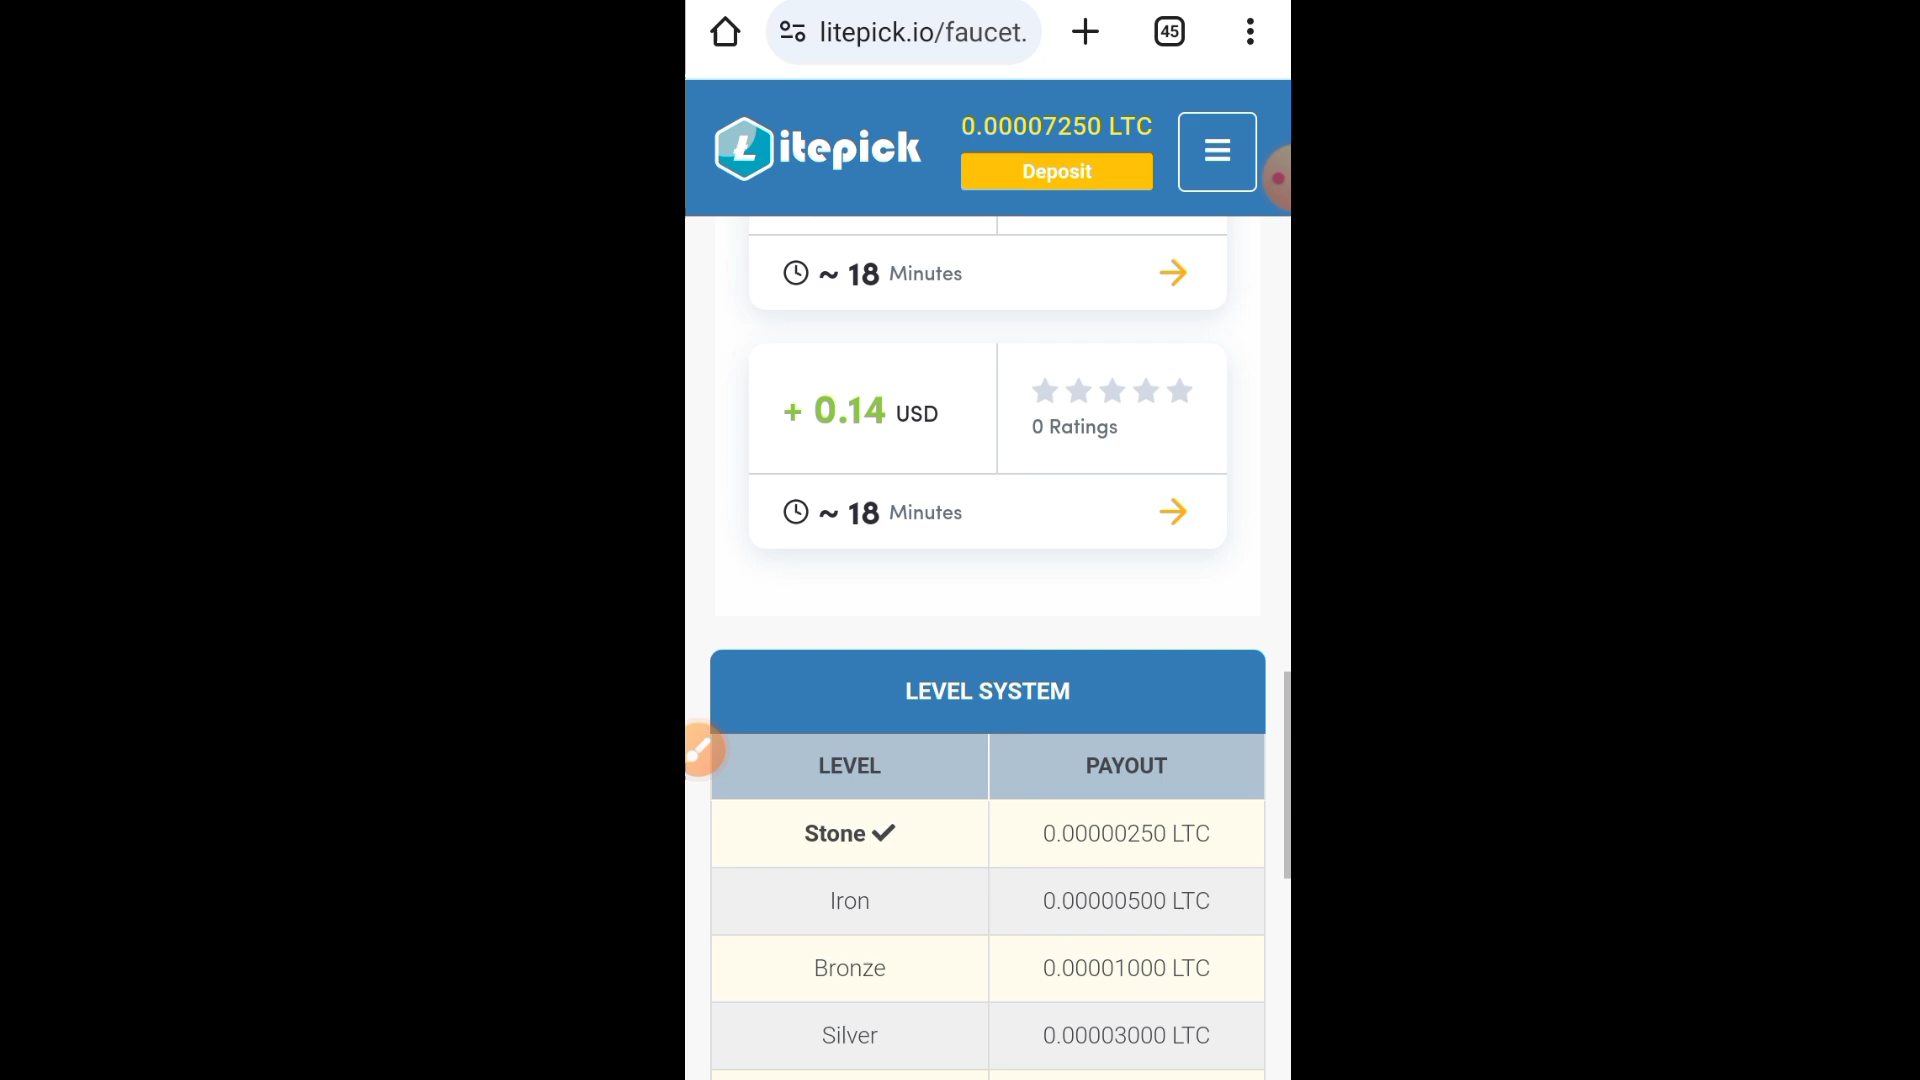 litepick.io/faucet.
45
Litepick
0.00007250 LTC
Deposit
~ 18 Minutes
+ 0.14 USD
0 Ratings
~ 18 Minutes
LEVEL SYSTEM
LEVEL PAYOUT
Stone 0.00000250 LTC
Iron 0.00000500 LTC
Bronze 0.00001000 LTC
Silver 0.00003000 LTC